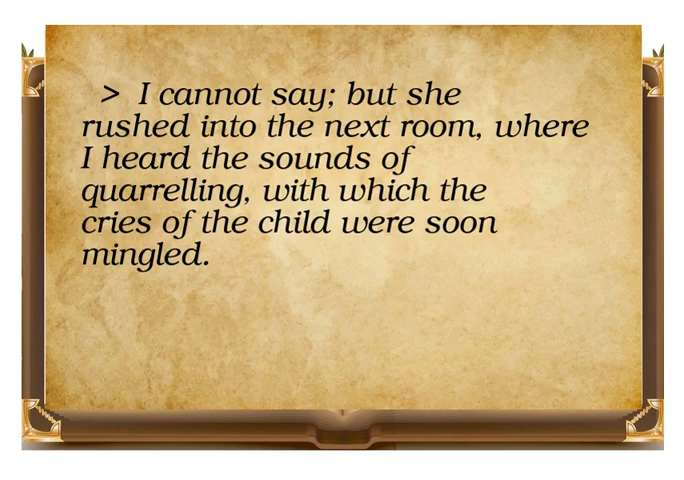 > I cannot say; but she
rushed into the next room, where
I heard the sounds of
quarrelling, with which the
cries of the child were soon
mingled.